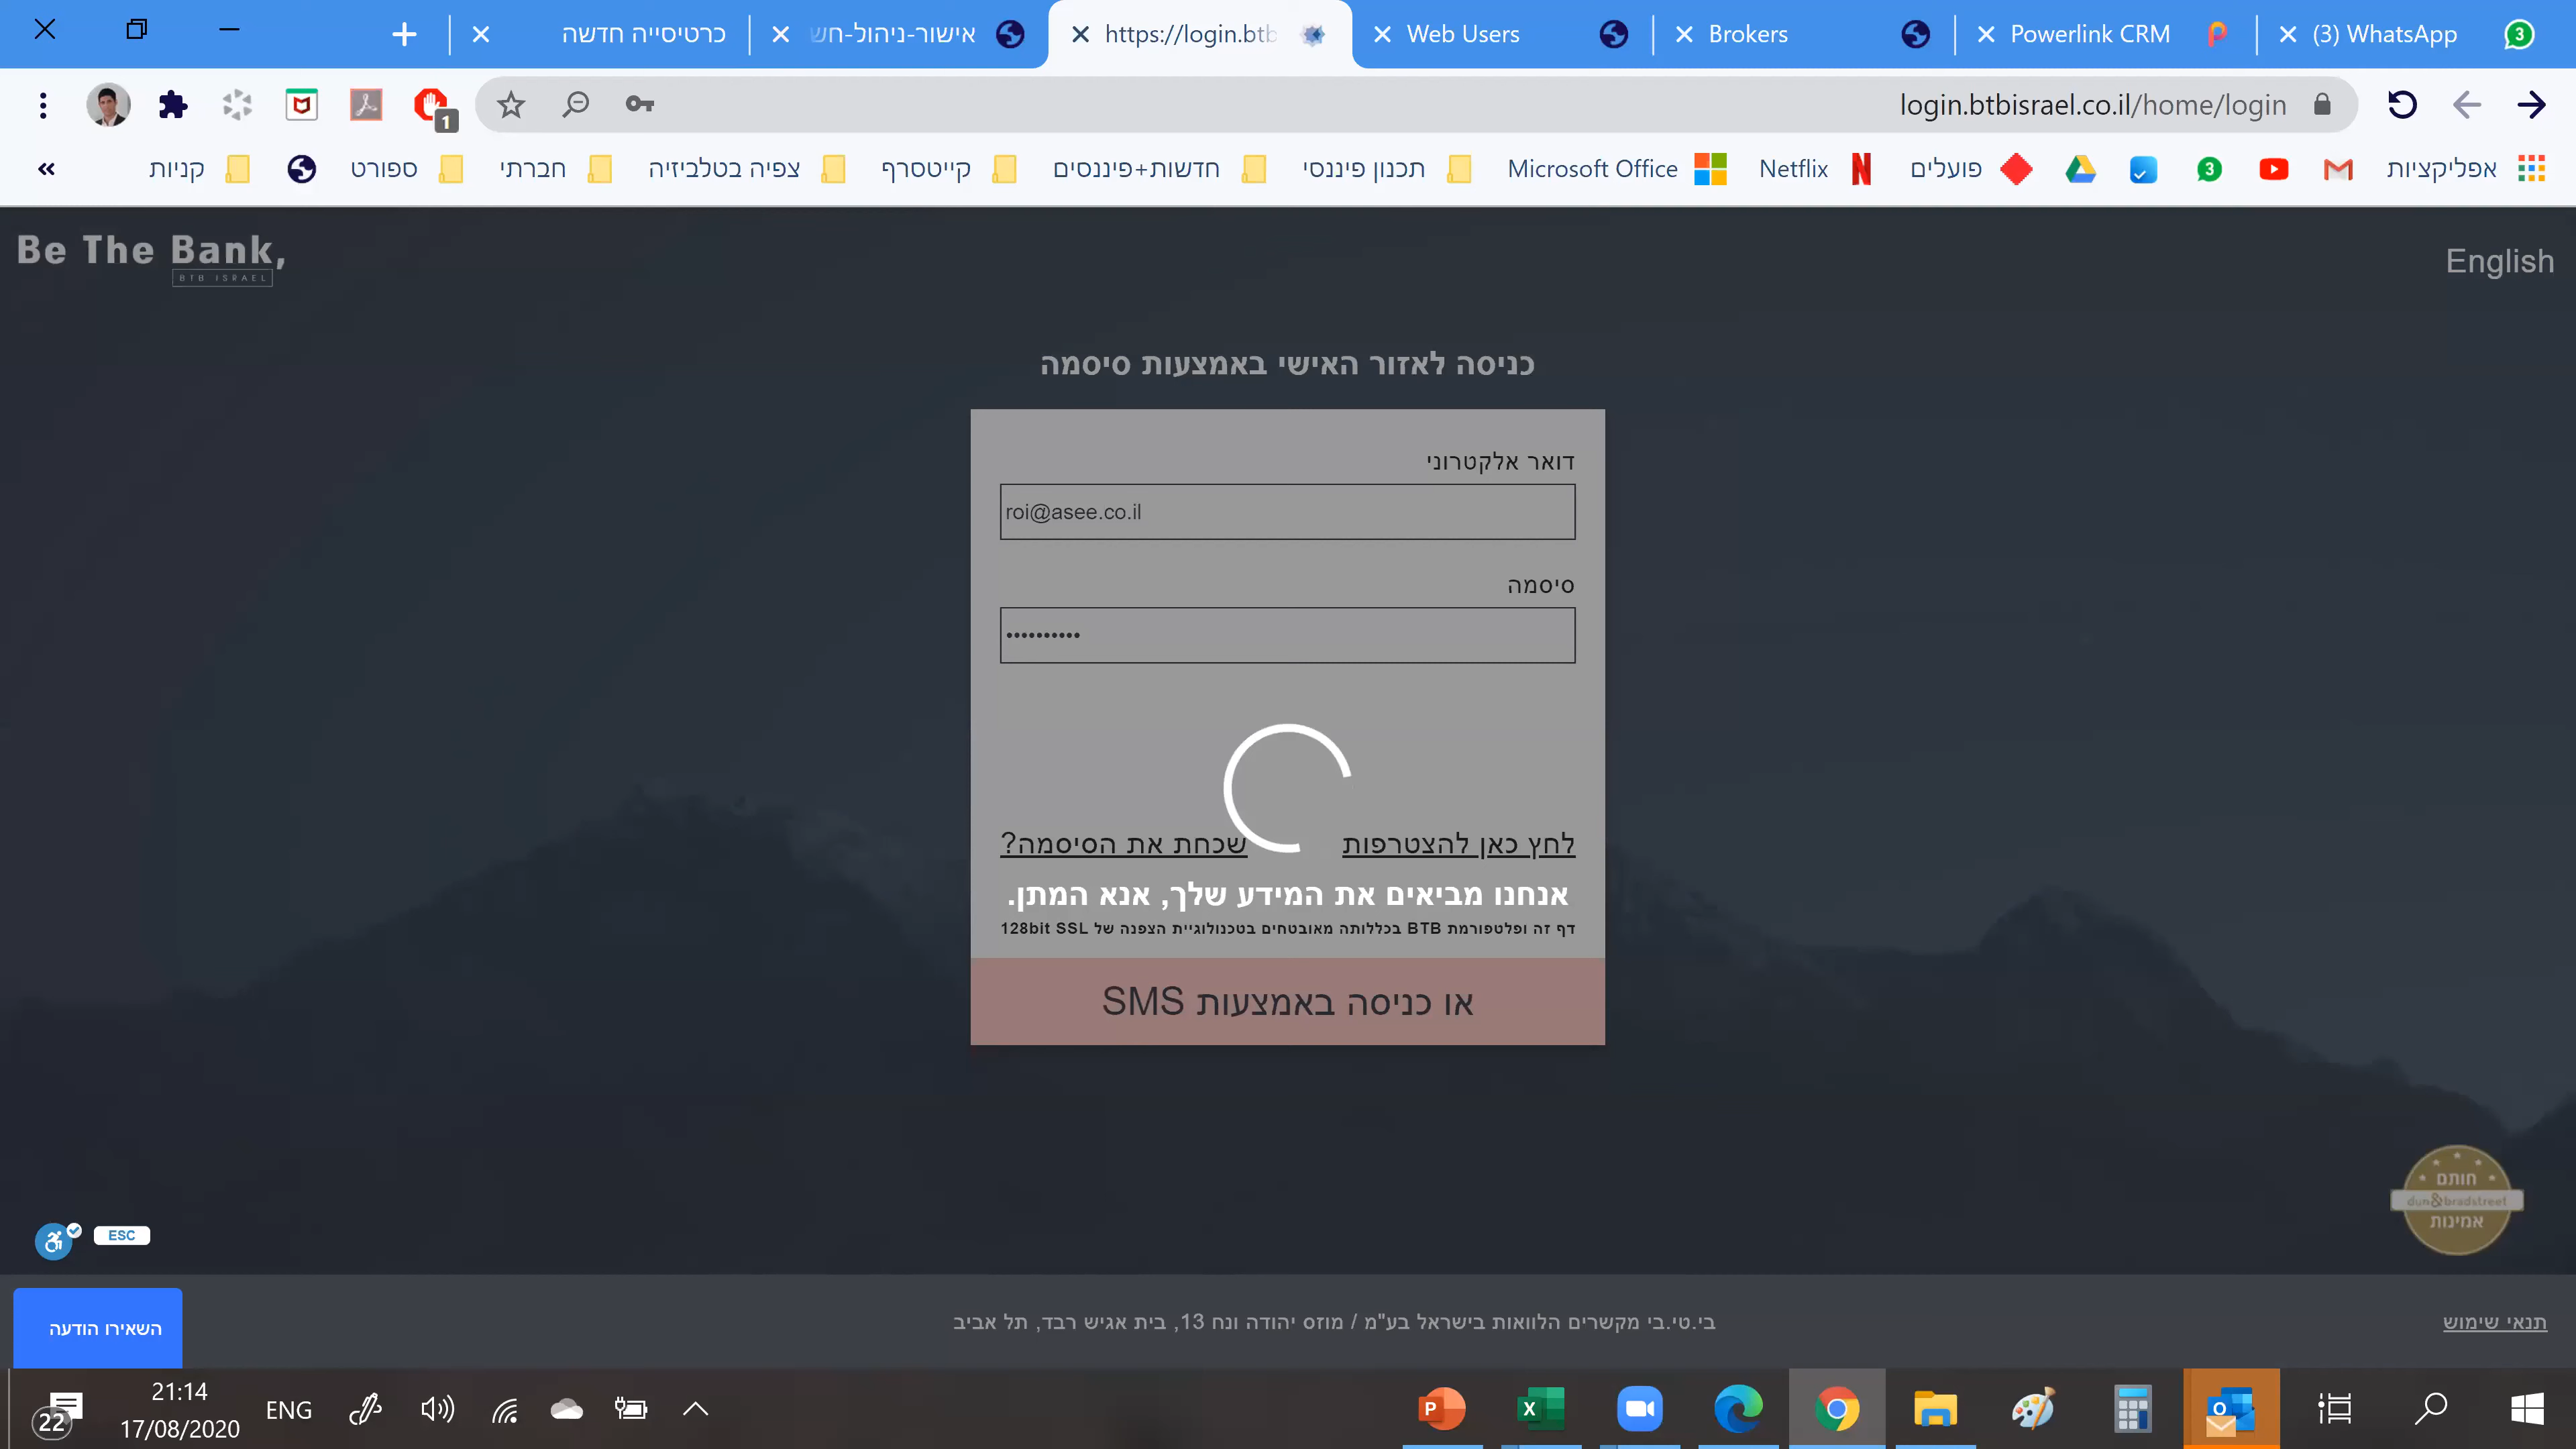 (3) WhatsApp
Powerlink CRM
Brokers
Web Users
https://login.btb
אישור-ניהול-חש
כרטיסייה חדשה
login.btbisrael.co.il/home/login
1
אפליקציות
3
פועלים
Netflix
Microsoft Office
תכנון פיננסי
חדשות+פיננסים
קייטסרף
צפיה בטלביזיה
חברתי
ספורט
קניות
Be The Bank,
BTB ISRAEL
English
כניסה לאזור האישי באמצעות סיסמה
דואר אלקטרוני
roi@asee.co.il
סיסמה
לחץ כאן להצטרפות
שכחת את הסיסמה?
אנחנו מביאים את המידע שלך, אנא המתן.
דף זה ופלטפורמת BTB בכללותה מאובטחים בטכנולוגיית הצפנה של 128bit SSL
או כניסה באמצעות SMS
חותם
dun&bradstreet
אמינות
ESC
תנאי שימוש
בי.טי.בי מקשרים הלוואות בישראל בע"מ / מוזס יהודה ונח 13, בית אגיש רבד, תל אביב
השאירו הודעה
ENG
21:14
17/08/2020
22